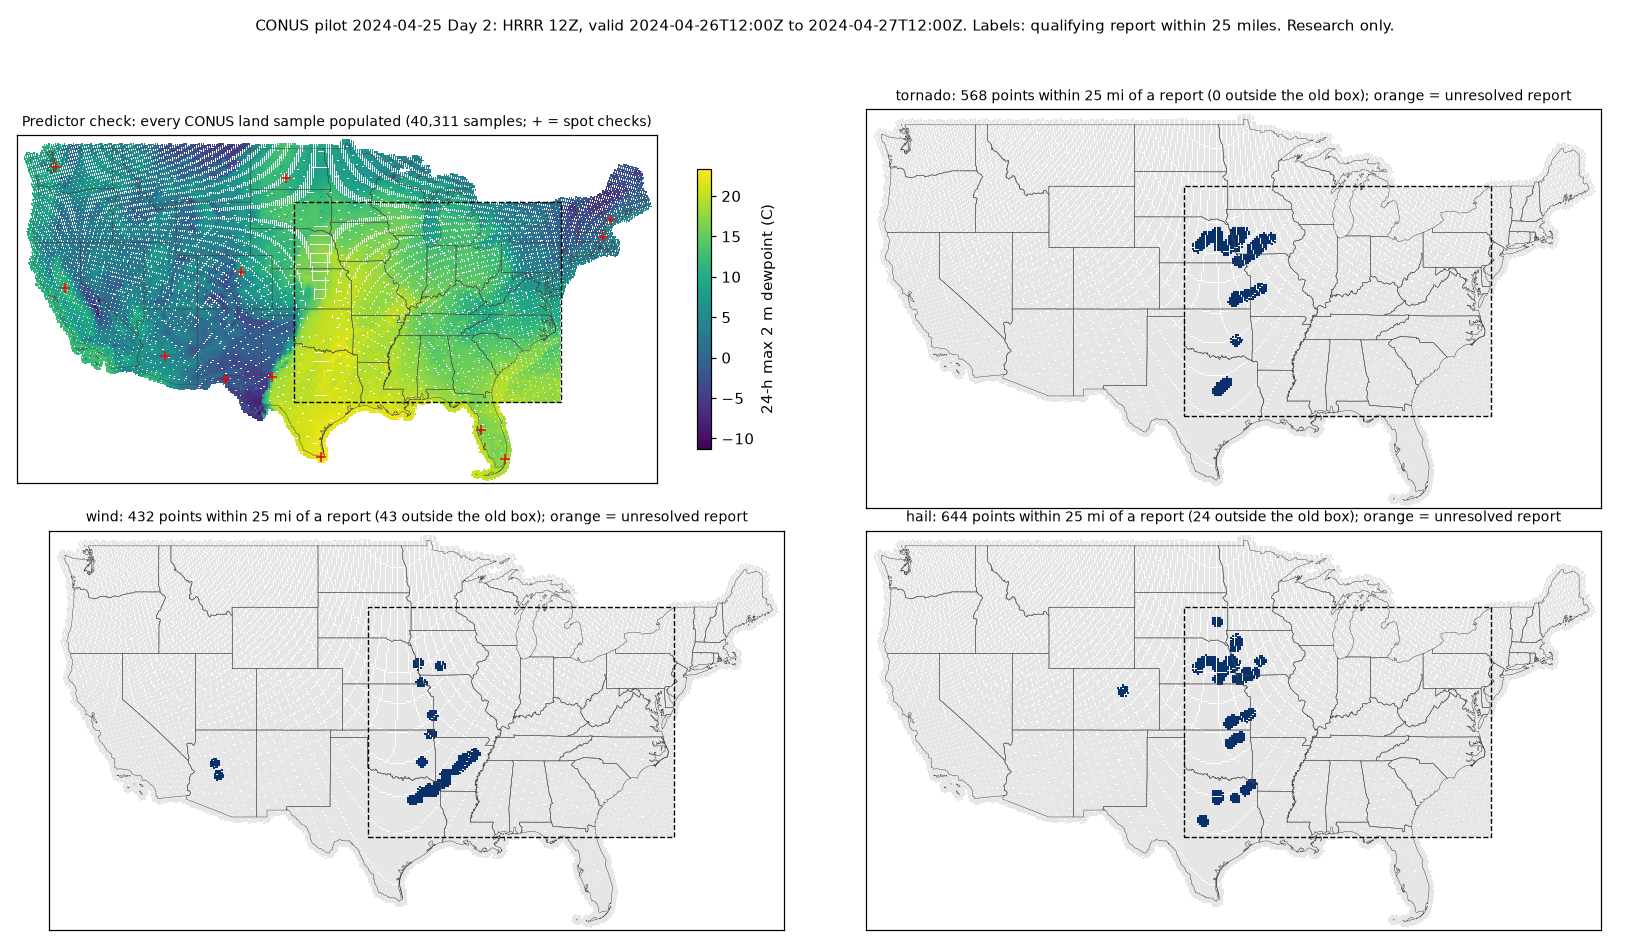 CONUS pilot 2024-04-25 Day 2: HRRR 12Z, valid 2024-04-26T12:00Z to 2024-04-27T12:00Z. Labels: qualifying report within 25 miles. Research only.
Predictor check: every CONUS land sample populated (40,311 samples; + = spot checks)
20
15
10
5
0
−5
−10
24-h max 2 m dewpoint (C)
tornado: 568 points within 25 mi of a report (0 outside the old box); orange = unresolved report
wind: 432 points within 25 mi of a report (43 outside the old box); orange = unresolved report
hail: 644 points within 25 mi of a report (24 outside the old box); orange = unresolved report